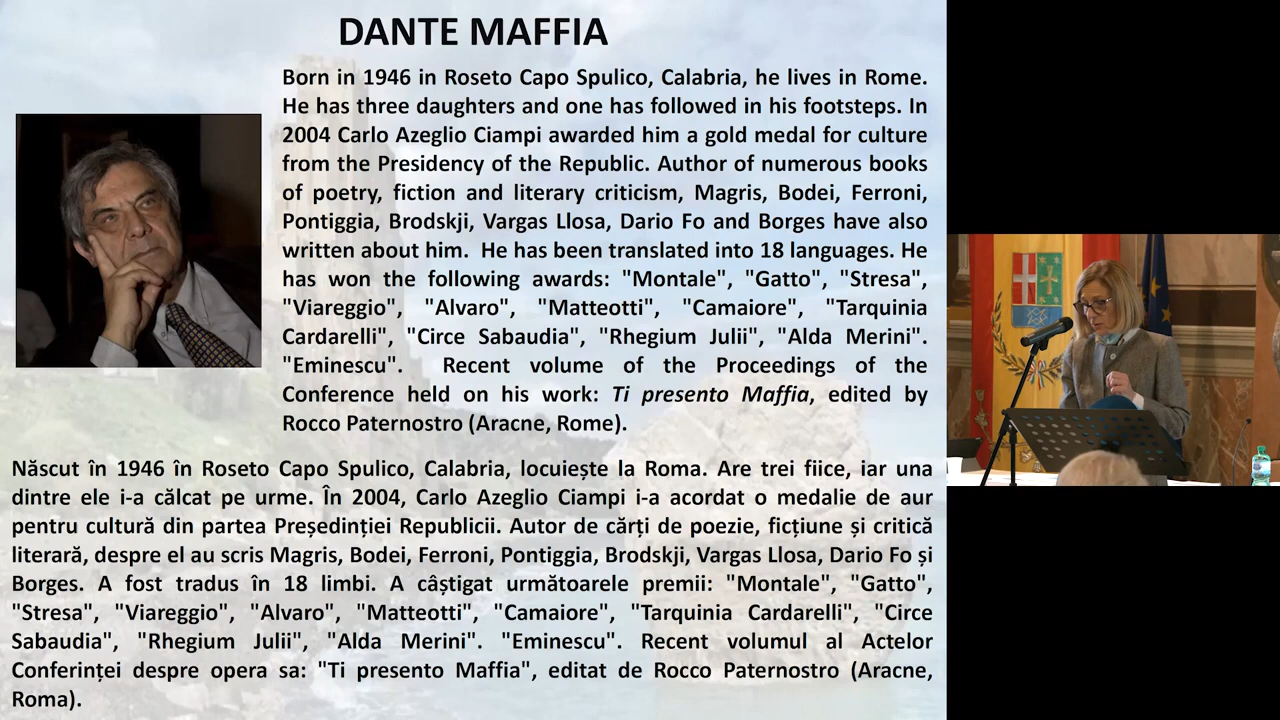 DANTE MAFFIA
Born in 1946 in Roseto Capo Spulico, Calabria, he lives in Rome.
He has three daughters and one has followed in his footsteps. In
2004 Carlo Azeglio Ciampi awarded him a gold medal for culture
from the Presidency of the Republic. Author of numerous books
of poetry, fiction and literary criticism, Magris, Bodei, Ferroni,
Pontiggia, Brodskji, Vargas Llosa, Dario Fo and Borges have also
written about him. He has been translated into 18 languages. He
has won the following awards: "Montale", "Gatto", "Stresa",
"Viareggio", "Alvaro", "Matteotti", "Camaiore", "Tarquinia
Cardarelli", "Circe Sabaudia", "Rhegium Julii", "Alda Merini".
"Eminescu". Recent volume of the Proceedings of the
Conference held on his work: Ti presento Maffia, edited by
Rocco Paternostro (Aracne, Rome).
Născut în 1946 în Roseto Capo Spulico, Calabria, locuiește la Roma. Are trei fiice, iar una
dintre ele i-a călcat pe urme. În 2004, Carlo Azeglio Ciampi i-a acordat o medalie de aur
pentru cultură din partea Președinției Republicii. Autor de cărți de poezie, ficțiune și critică
literară, despre el au scris Magris, Bodei, Ferroni, Pontiggia, Brodskji, Vargas Llosa, Dario Fo și
Borges. A fost tradus în 18 limbi. A câștigat următoarele premii: "Montale", "Gatto",
"Stresa", "Viareggio", "Alvaro", "Matteotti", "Camaiore", "Tarquinia Cardarelli", "Circe
Sabaudia", "Rhegium Julii", "Alda Merini". "Eminescu". Recent volumul al Actelor
Conferinței despre opera sa: "Ti presento Maffia", editat de Rocco Paternostro (Aracne,
Roma).